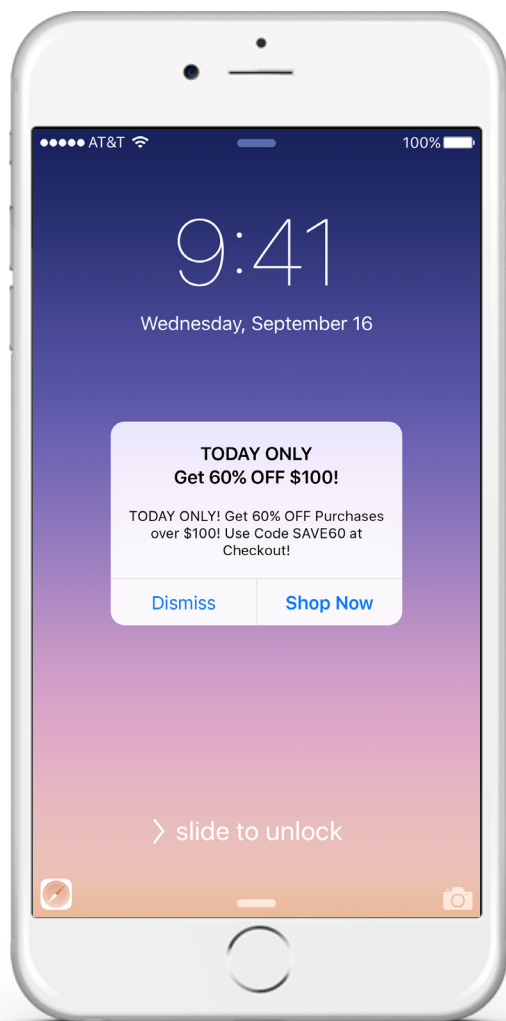 AT&T 100%
9:41
Wednesday, September 16
TODAY ONLY
Get 60% OFF $100!
TODAY ONLY! Get 60% OFF Purchases
over $100! Use Code SAVE60 at
Checkout!
Dismiss Shop Now
slide to unlock